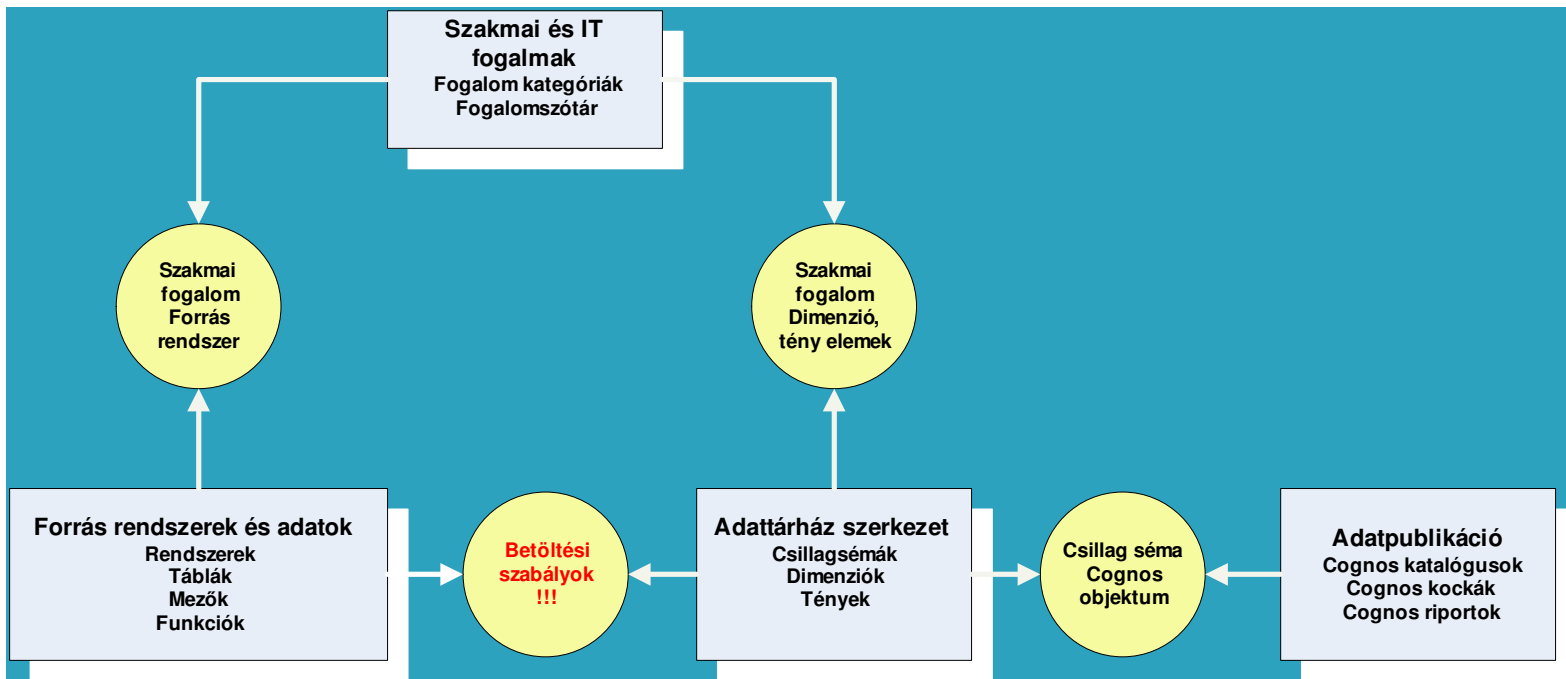 Szakmai és IT
fogalmak
Fogalom kategóriák
Fogalomszótár
Szakmai
fogalom
Forrás
rendszer
Szakmai
fogalom
Dimenzió,
tény elemek
Forrás rendszerek és adatok
Rendszerek
Táblák
Mezők
Funkciók
Betöltési
szabályok
!!!
Adattárház szerkezet
Csillagsémák
Dimenziók
Tények
Csillag séma
Cognos
objektum
Adatpublikáció
Cognos katalógusok
Cognos kockák
Cognos riportok